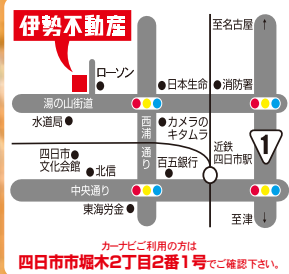 伊勢不動産
至名古屋
↑
ローソン
日本生命
消防署
湯の山街道
水道局
西浦通り
カメラの
キタムラ
1
四日市
文化会館
北信
百五銀行
近鉄
四日市駅
中央通り
東海労金
至津
↓
カーナビご利用の方は
四日市市堀木2丁目2番1号でご確認下さい。